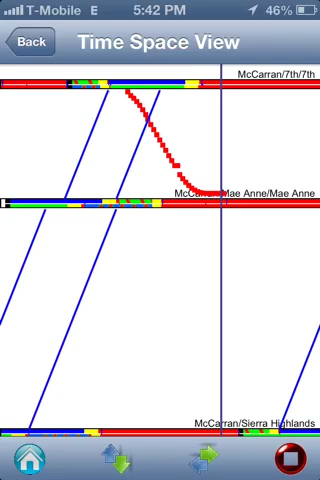 T-Mobile E 5:42 PM 46%
Back Time Space View
McCarran/7th/7th
McCarran/Mae Anne/Mae Anne
McCarran/Sierra Highlands